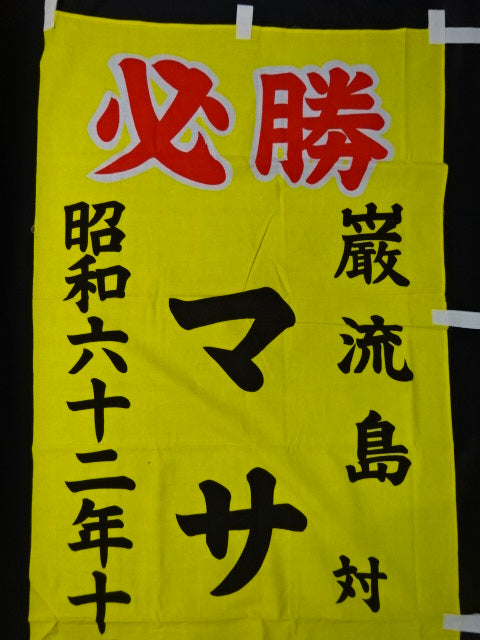 必勝
巌流島対
マサ
昭和六十二年十